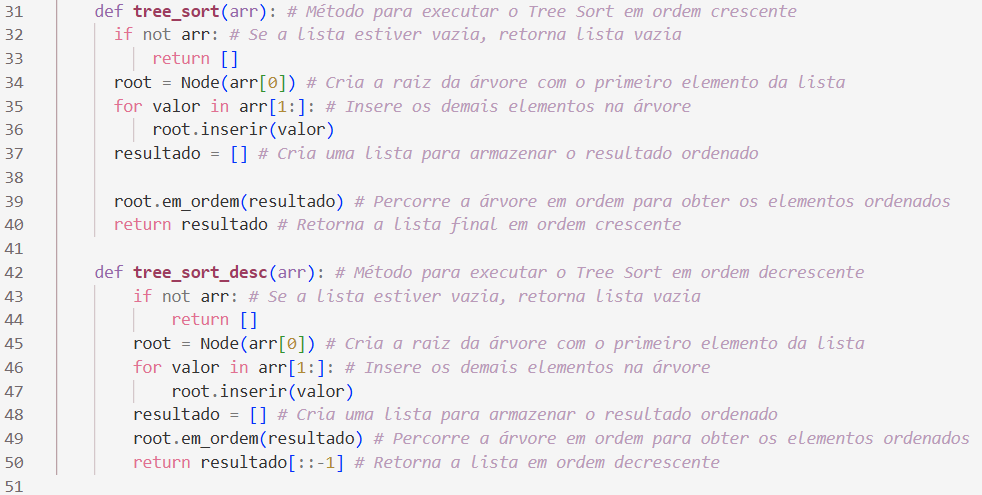 31 def tree_sort(arr): # Método para executar o Tree Sort em ordem crescente
32 if not arr: # Se a lista estiver vazia, retorna lista vazia
33 return []
34 root = Node(arr[0]) # Cria a raiz da árvore com o primeiro elemento da lista
35 for valor in arr[1:]: # Insere os demais elementos na árvore
36 root.inserir(valor)
37 resultado = [] # Cria uma lista para armazenar o resultado ordenado
38
39 root.em_ordem(resultado) # Percorre a árvore em ordem para obter os elementos ordenados
40 return resultado # Retorna a lista final em ordem crescente
41
42 def tree_sort_desc(arr): # Método para executar o Tree Sort em ordem decrescente
43 if not arr: # Se a lista estiver vazia, retorna lista vazia
44 return []
45 root = Node(arr[0]) # Cria a raiz da árvore com o primeiro elemento da lista
46 for valor in arr[1:]: # Insere os demais elementos na árvore
47 root.inserir(valor)
48 resultado = [] # Cria uma lista para armazenar o resultado ordenado
49 root.em_ordem(resultado) # Percorre a árvore em ordem para obter os elementos ordenados
50 return resultado[::-1] # Retorna a lista em ordem decrescente
51